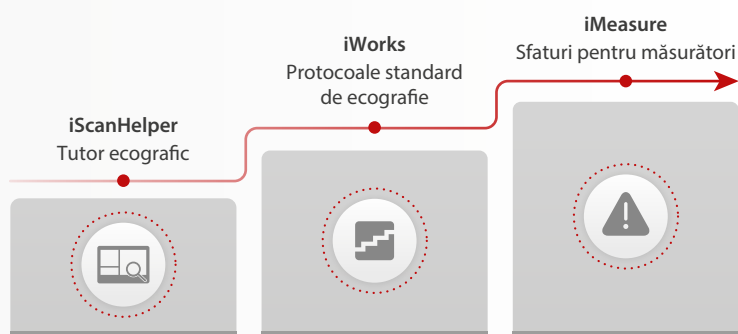 iScanHelper
Tutor ecografic
iWorks
Protocoale standard
de ecografie
iMeasure
Sfaturi pentru măsurători